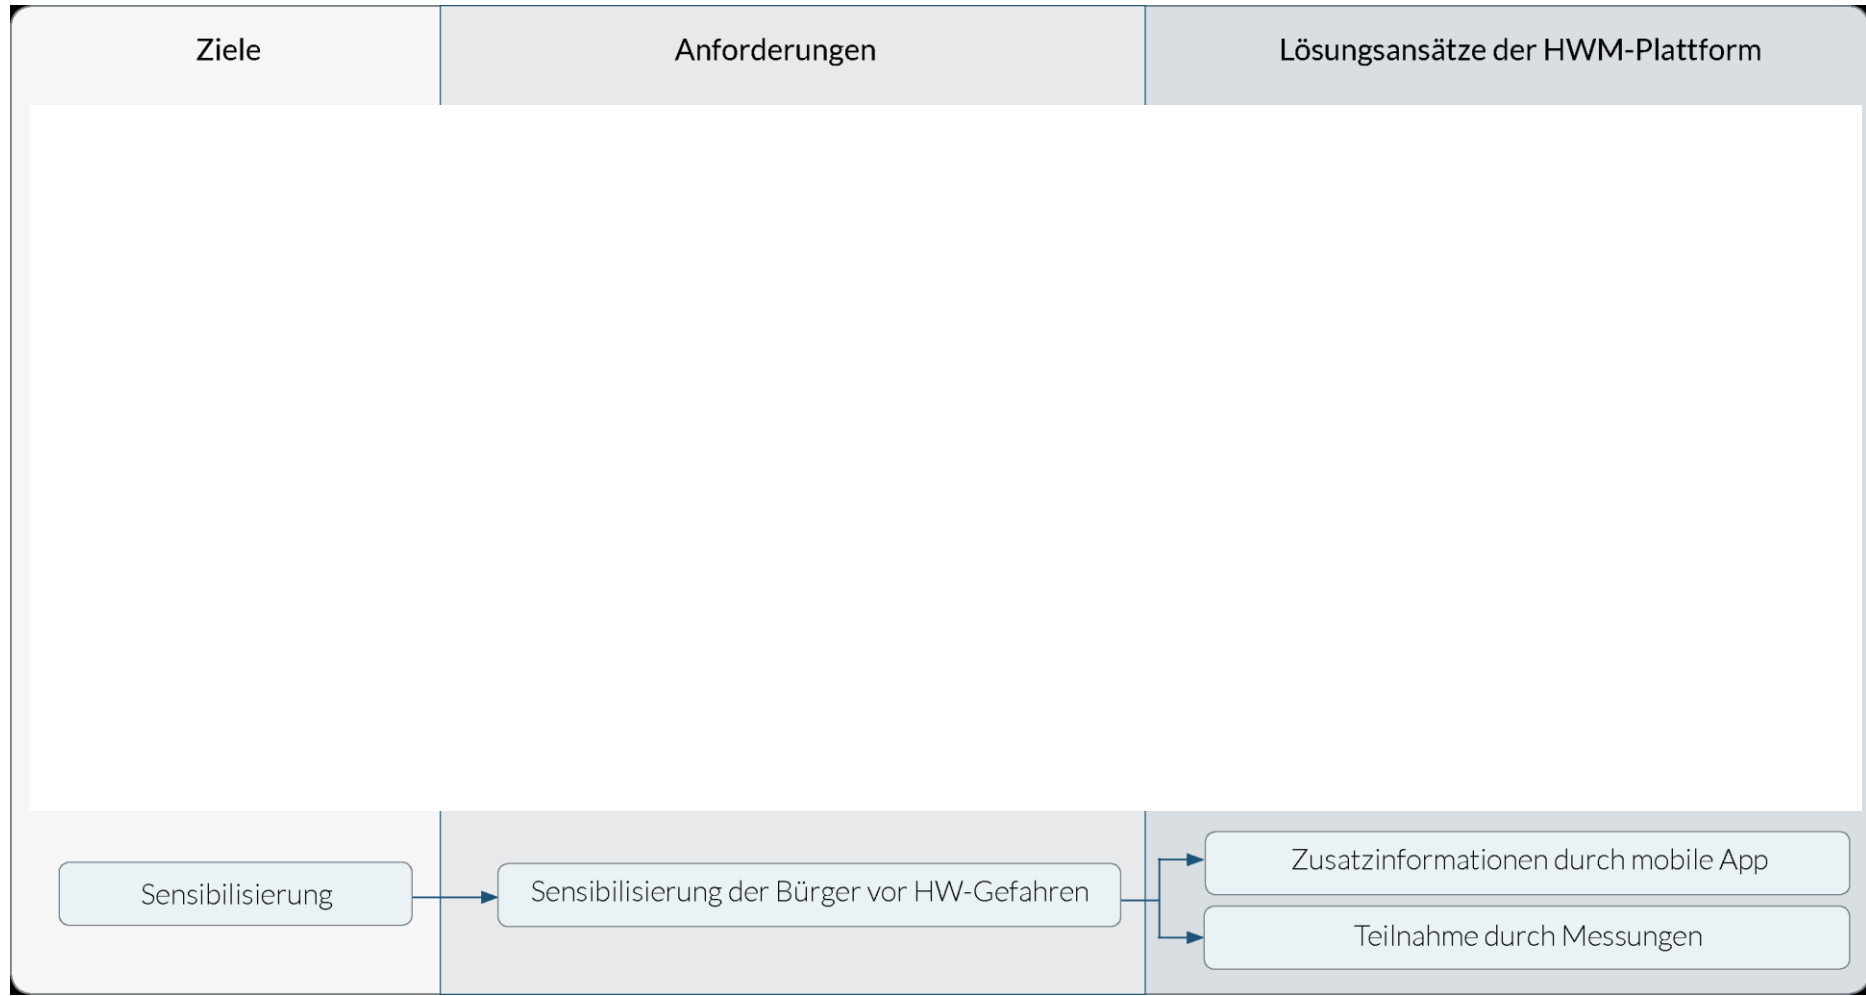 Ziele
Anforderungen
Lösungsansätze der HWM-Plattform
Sensibilisierung
Sensibilisierung der Bürger vor HW-Gefahren
Zusatzinformationen durch mobile App
Teilnahme durch Messungen